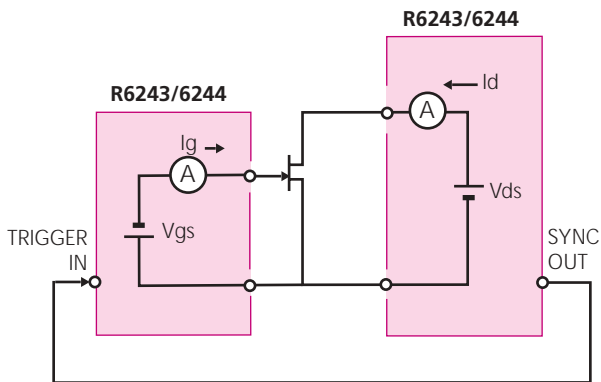 R6243/6244
R6243/6244
Id
A
Ig
A
Vgs
Vds
TRIGGER
IN
SYNC
OUT